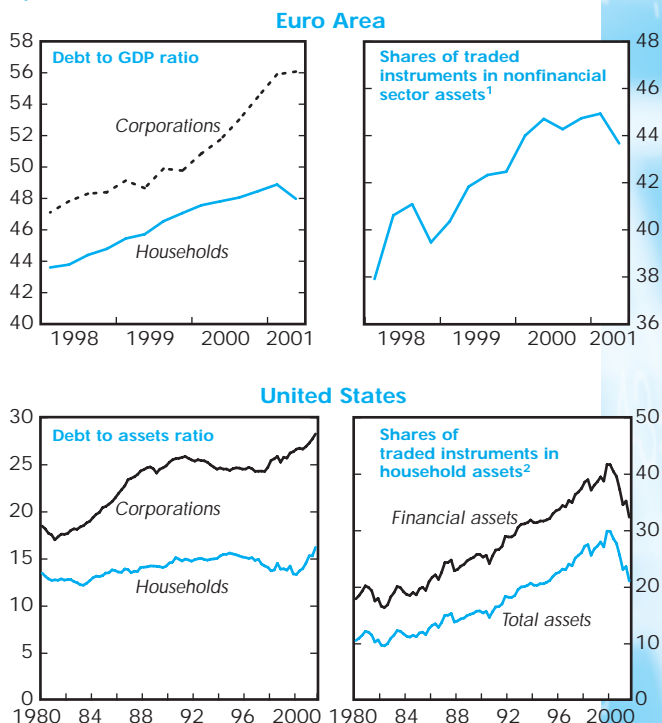 Euro Area
Debt to GDP ratio
58
56
54
52
50
48
46
44
42
40
Corporations
Households
1998 1999 2000 2001
Shares of traded
instruments in nonfinancial
sector assets1
48
44
42
40
38
36
1998 1999 2000 2001
United States
Debt to assets ratio
30
25
20
15
10
5
0
Corporations
Households
1980 84 88 92 96 2000
Shares of
traded instruments in
household assets2
50
40
30
20
10
0
Financial assets
Total assets
1980 84 88 92 96 2000